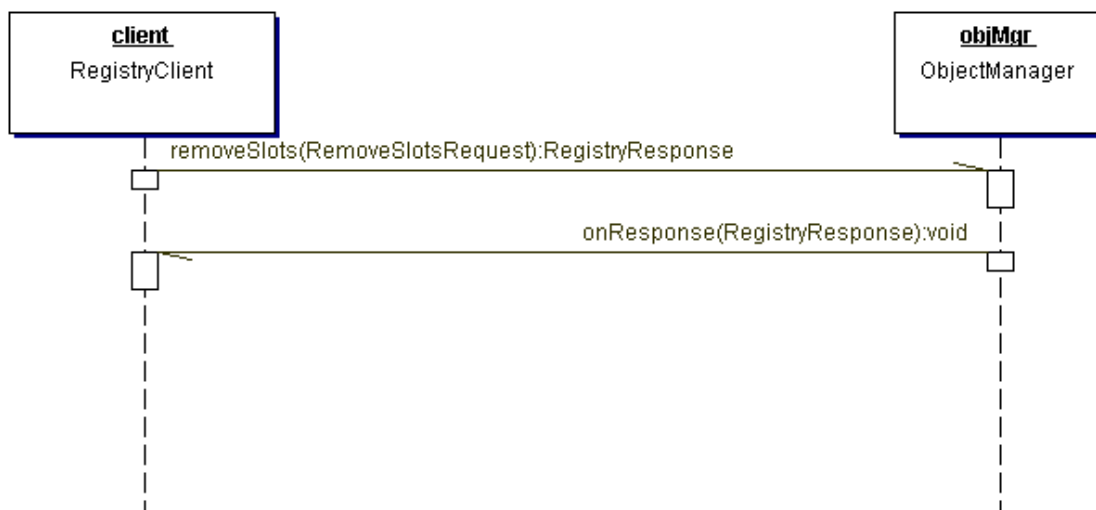 client
RegistryClient
objMgr
ObjectManager
removeSlots(RemoveSlotsRequest):RegistryResponse
onResponse(RegistryResponse):void